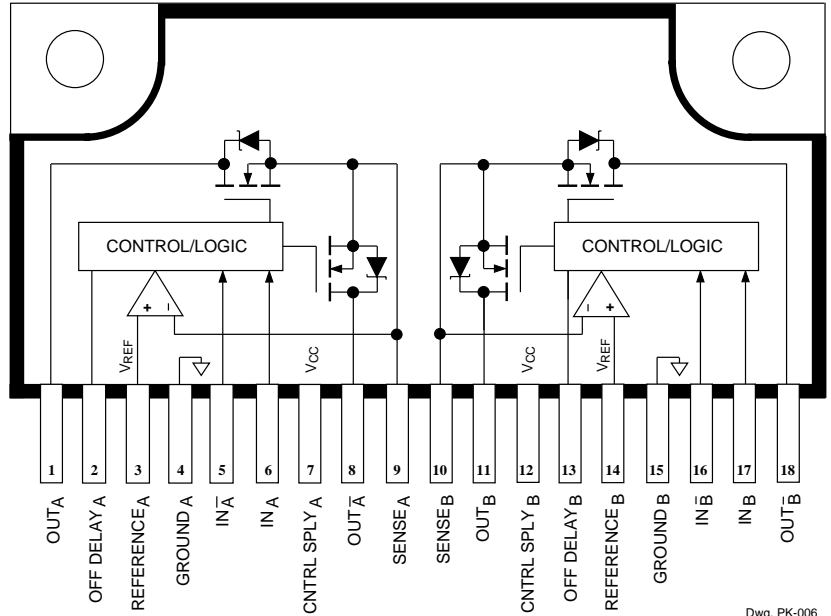 CONTROL/LOGIC
CONTROL/LOGIC
+ –
– +
VREF
VCC
VCC
VREF
1
2
3
4
5
6
7
8
9
10
11
12
13
14
15
16
17
18
OUTA
OFF DELAY A
REFERENCE A
GROUND A
IN A̅
IN A
CNTRL SPLY A
OUT A̅
SENSE A
SENSE B
OUT B
CNTRL SPLY B
OFF DELAY B
REFERENCE B
GROUND B
IN B̅
IN B
OUT B̅
Dwg. PK-006